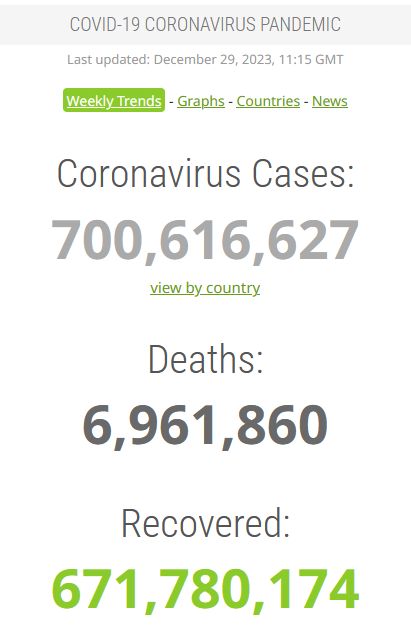 COVID-19 CORONAVIRUS PANDEMIC
Last updated: December 29, 2023, 11:15 GMT
Weekly Trends - Graphs - Countries - News
Coronavirus Cases:
700,616,627
view by country
Deaths:
6,961,860
Recovered:
671,780,174